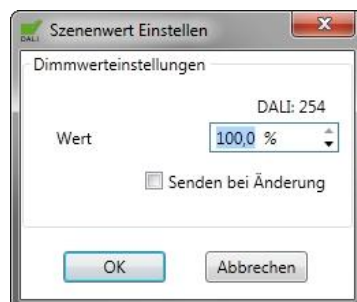 DALI Szenenwert Einstellen
Dimmwerteinstellungen
DALI: 254
Wert 100,0 %
Senden bei Änderung
OK Abbrechen